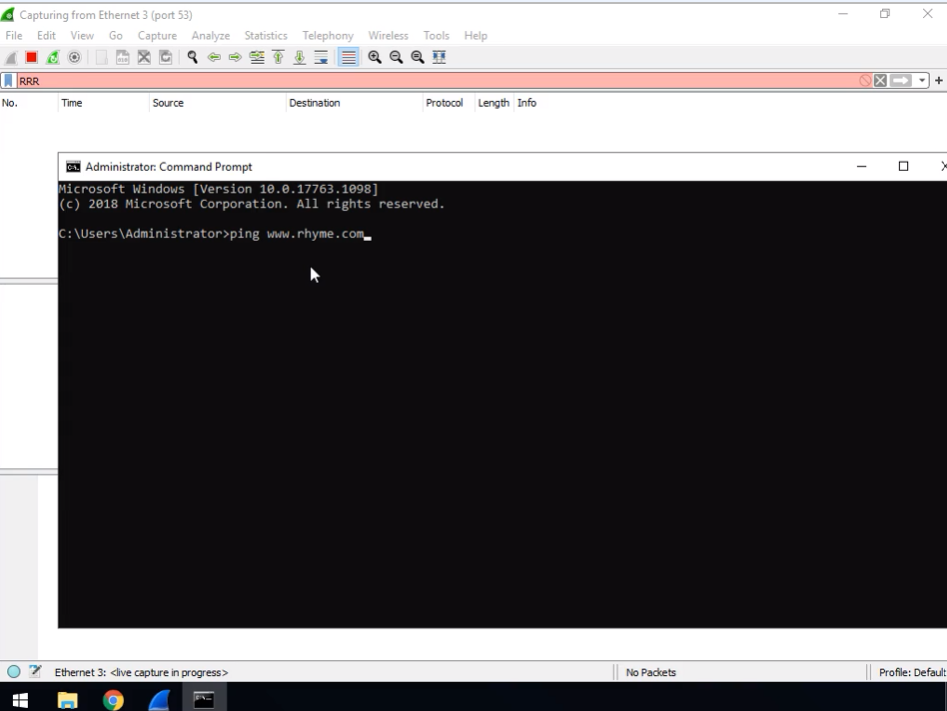 Capturing from Ethernet 3 (port 53)
File Edit View Go Capture Analyze Statistics Telephony Wireless Tools Help
RRR
No. Time Source Destination Protocol Length Info
Administrator: Command Prompt
Microsoft Windows [Version 10.0.17763.1098]
(c) 2018 Microsoft Corporation. All rights reserved.
C:\Users\Administrator>ping www.rhyme.com_
Ethernet 3: <live capture in progress> No Packets Profile: Defaul